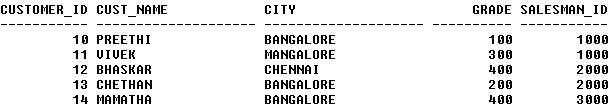 CUSTOMER_ID CUST_NAME CITY GRADE SALESMAN_ID
----------- -------------------- -------------------- ---------- -----------
10 PREETHI BANGALORE 100 1000
11 VIVEK MANGALORE 300 1000
12 BHASKAR CHENNAI 400 2000
13 CHETHAN BANGALORE 200 2000
14 MAMATHA BANGALORE 400 3000